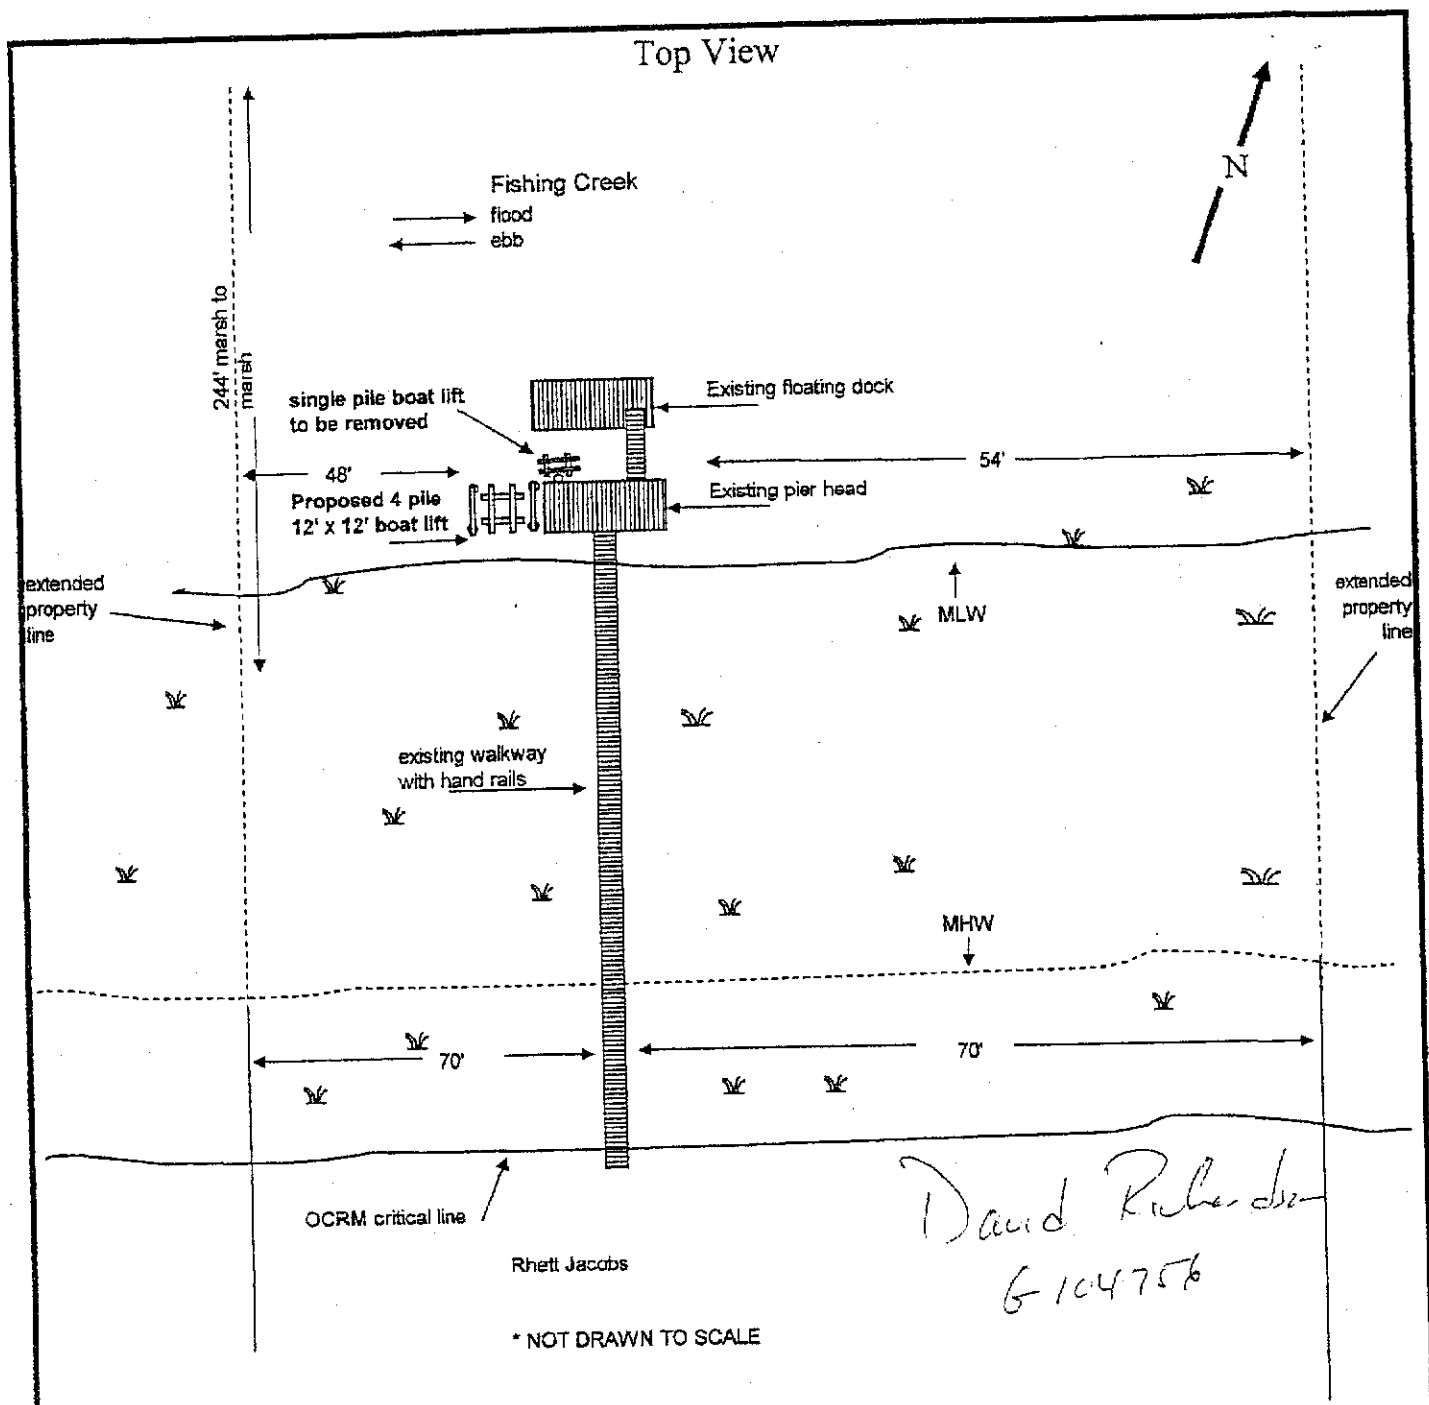 Top View
N
Fishing Creek
flood
ebb
244' marsh to
marsh
single pile boat lift
to be removed
Existing floating dock
48'
54'
Proposed 4 pile
12' x 12' boat lift
Existing pier head
extended
property
line
MLW
extended
property
line
existing walkway
with hand rails
MHW
70'
70'
OCRM critical line
David Richardson
G104756
Rhett Jacobs
* NOT DRAWN TO SCALE